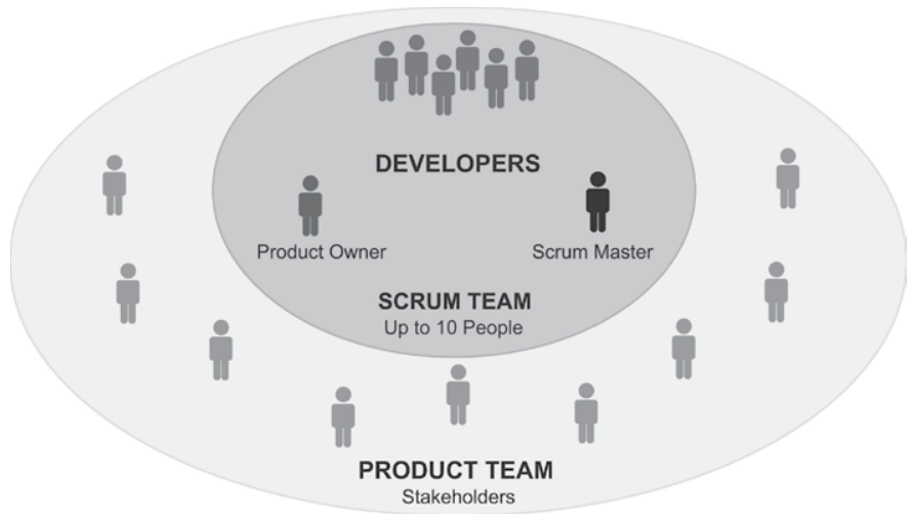 DEVELOPERS
Product Owner
Scrum Master
SCRUM TEAM
Up to 10 People
PRODUCT TEAM
Stakeholders